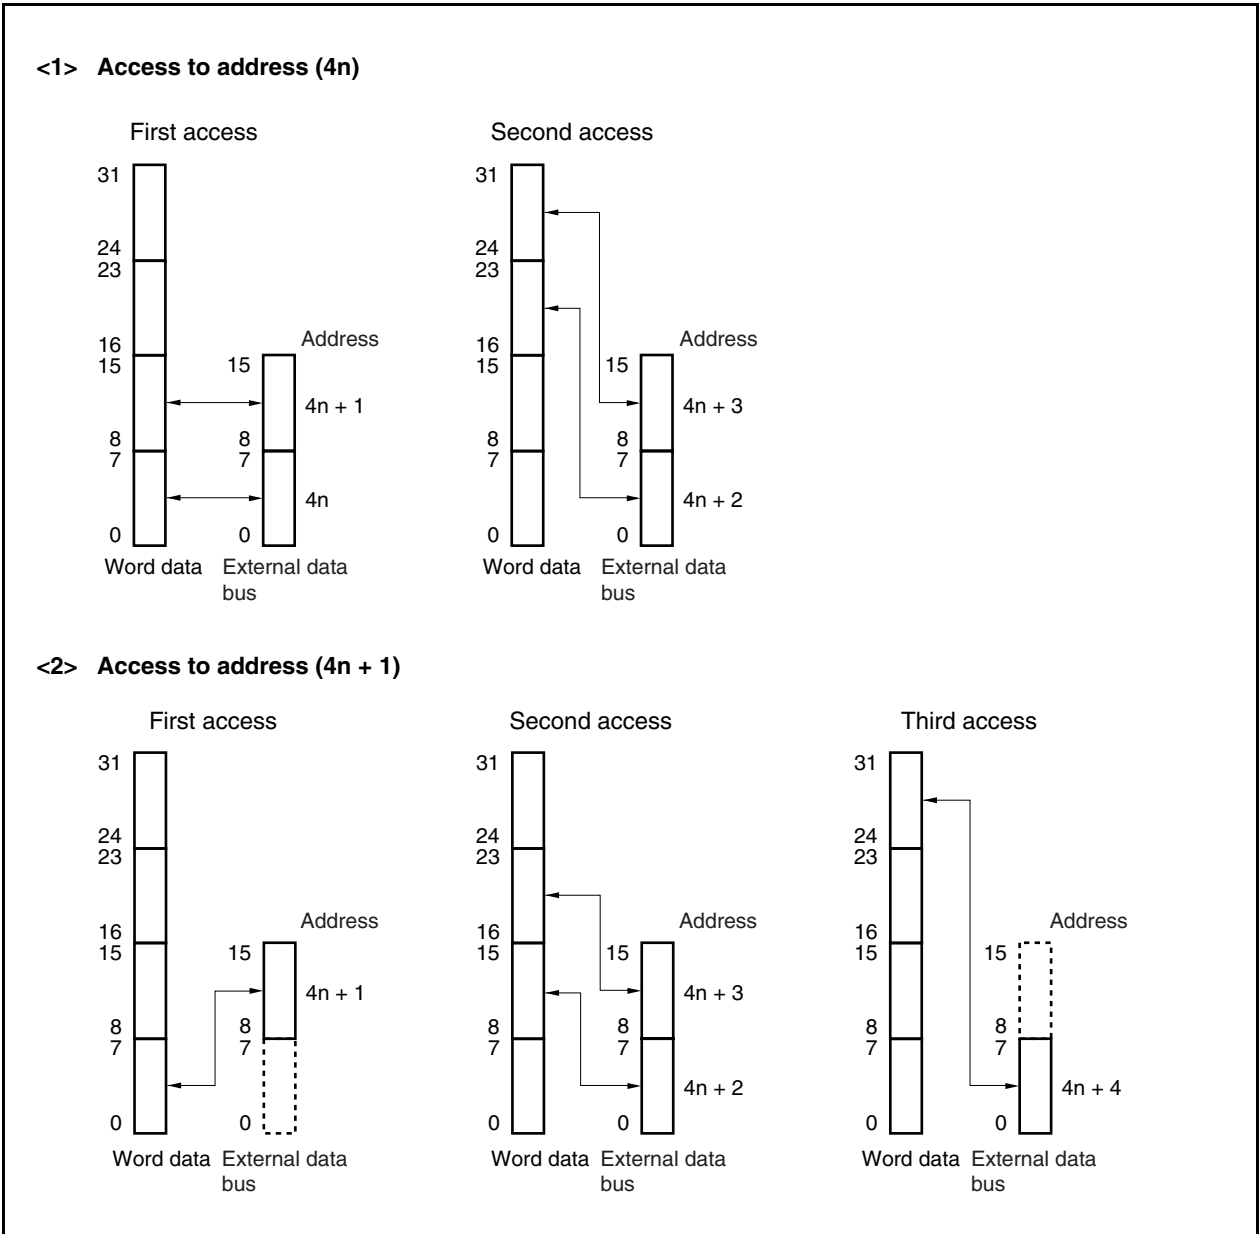 <1> Access to address (4n)
First access
31
24
23
16
15
8
7
0
Address
15
4n + 1
8
7
4n
0
Word data
External data
bus
Second access
31
24
23
16
15
8
7
0
Address
15
4n + 3
8
7
4n + 2
0
Word data
External data
bus
<2> Access to address (4n + 1)
First access
31
24
23
16
15
8
7
0
Address
15
4n + 1
8
7
0
Word data
External data
bus
Second access
31
24
23
16
15
8
7
0
Address
15
4n + 3
8
7
4n + 2
0
Word data
External data
bus
Third access
31
24
23
16
15
8
7
0
Address
15
8
7
4n + 4
0
Word data
External data
bus